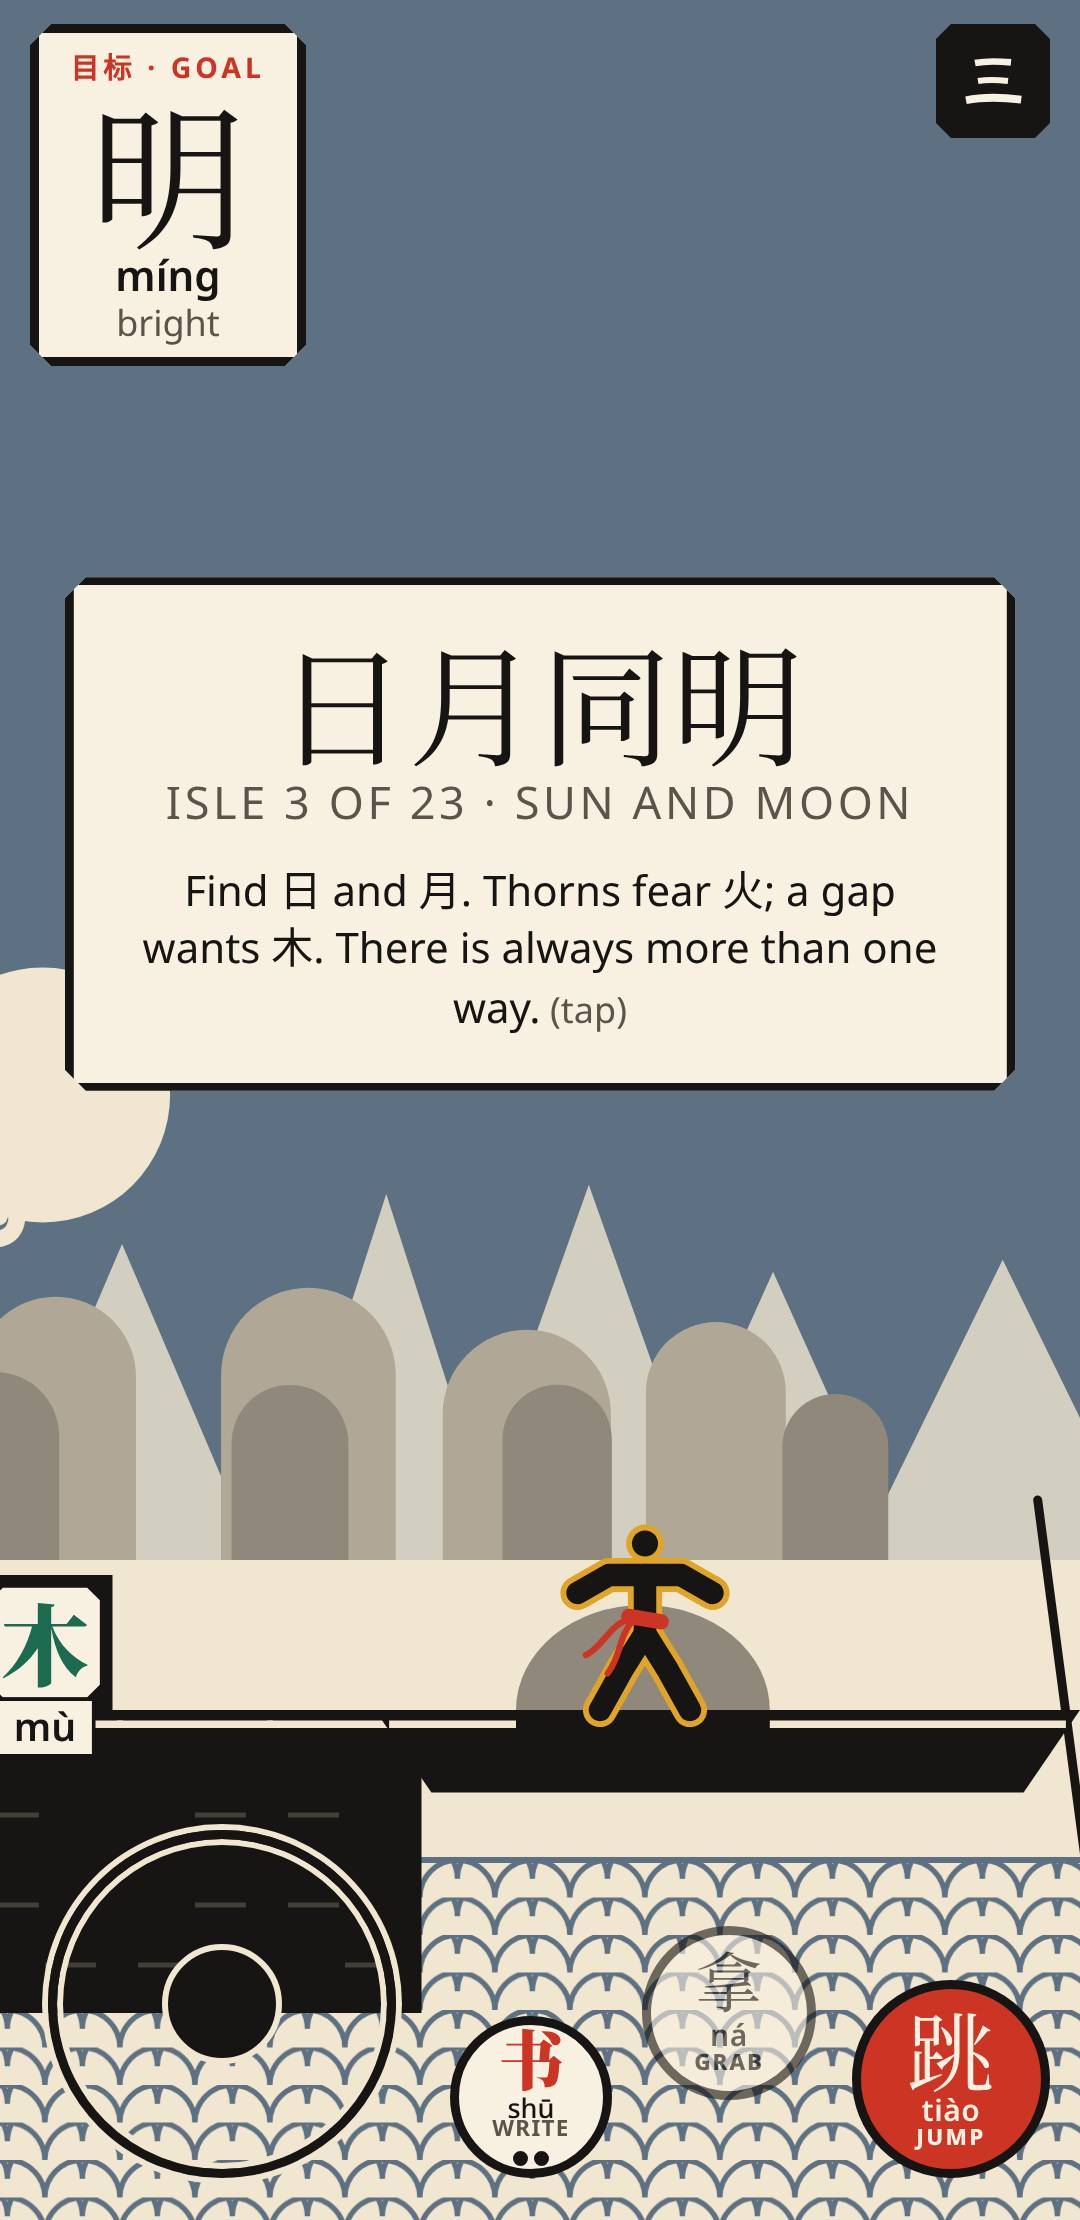 目标 · GOAL
明
míng
bright
三
日月同明
ISLE 3 OF 23 · SUN AND MOON
Find 日 and 月. Thorns fear 火; a gap
wants 木. There is always more than one
way. (tap)
木
mù
拿
ná
GRAB
书
shū
WRITE
跳
tiào
JUMP